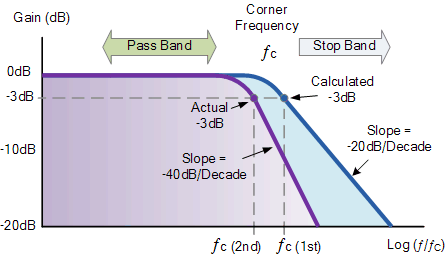 Gain (dB)
Corner
Frequency
fc
Pass Band
Stop Band
0dB
-3dB
-10dB
-20dB
Actual
-3dB
Calculated
-3dB
Slope =
-40dB/Decade
Slope =
-20dB/Decade
fc (2nd)
fc (1st)
Log (f/fc)